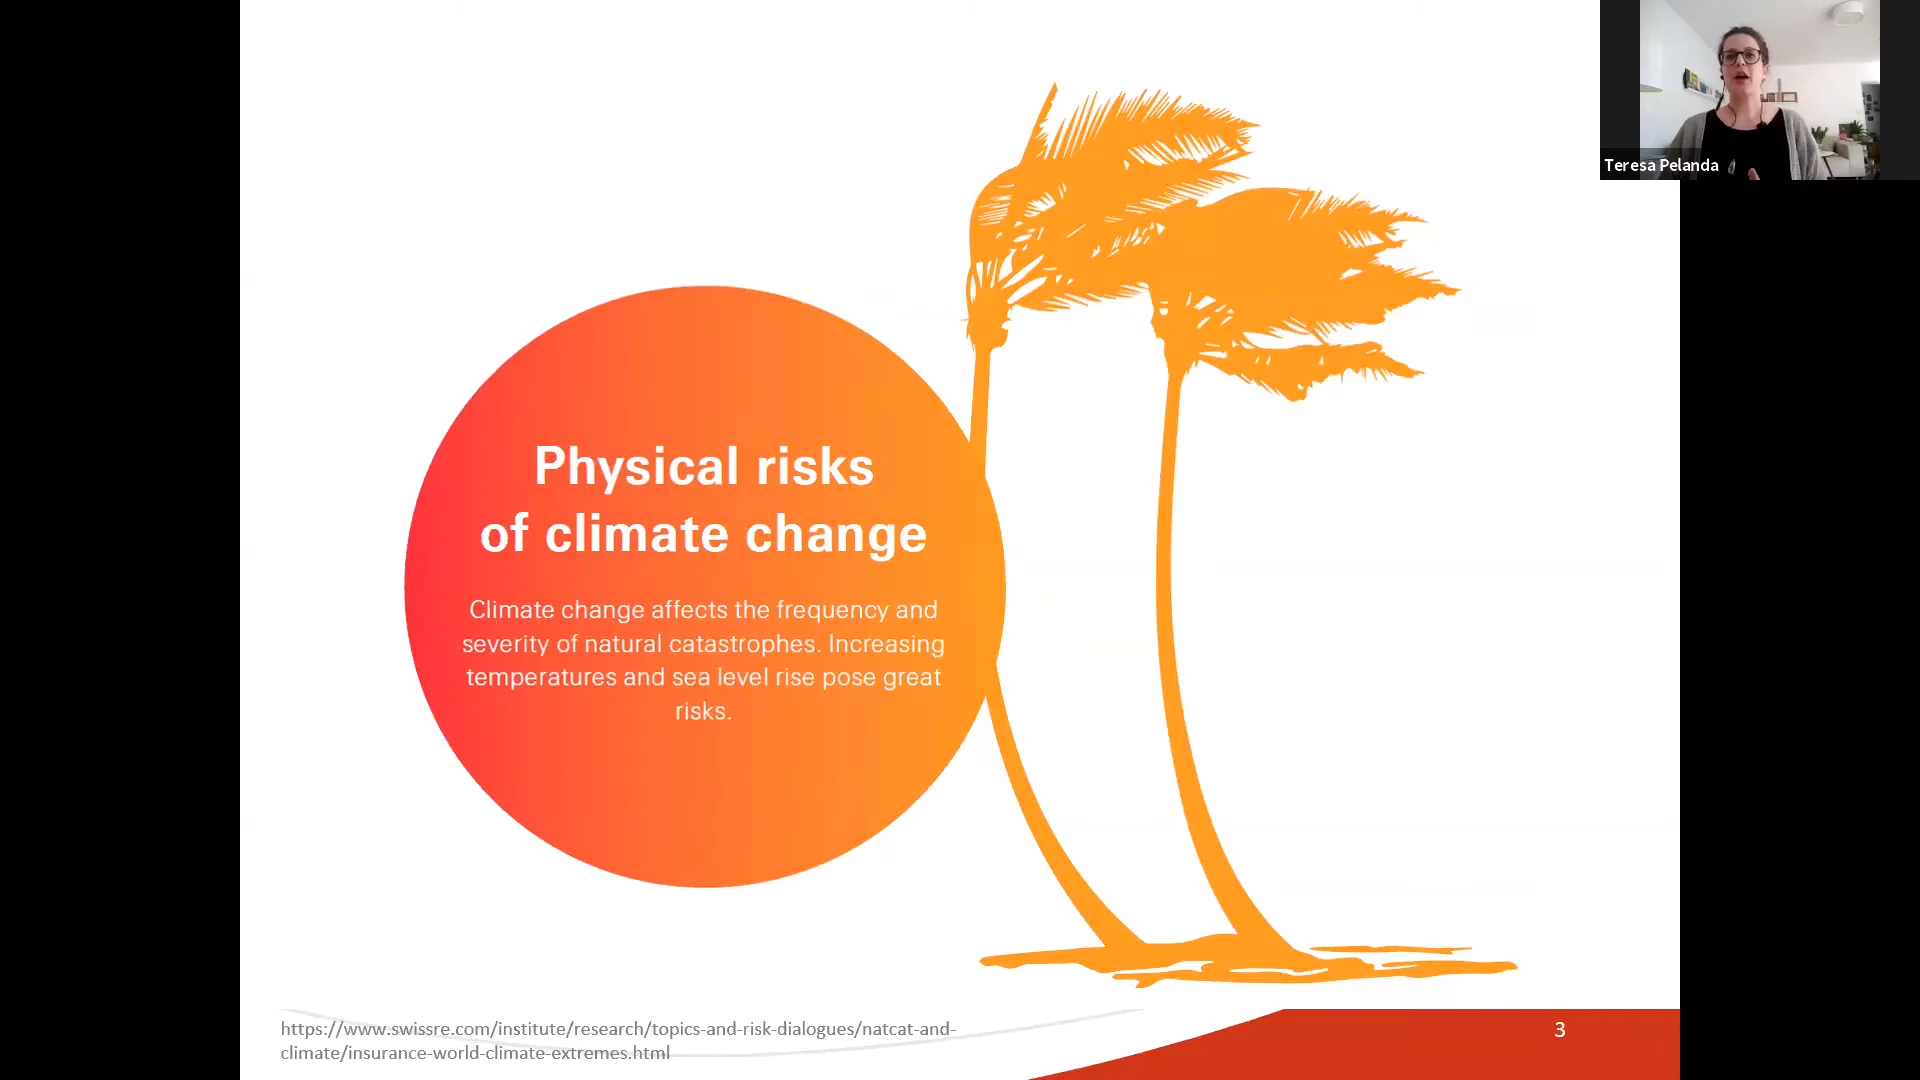 Teresa Pelanda
Physical risks
of climate change
Climate change affects the frequency and
severity of natural catastrophes. Increasing
temperatures and sea level rise pose great
risks.
https://www.swissre.com/institute/research/topics-and-risk-dialogues/natcat-and-
climate/insurance-world-climate-extremes.html
3